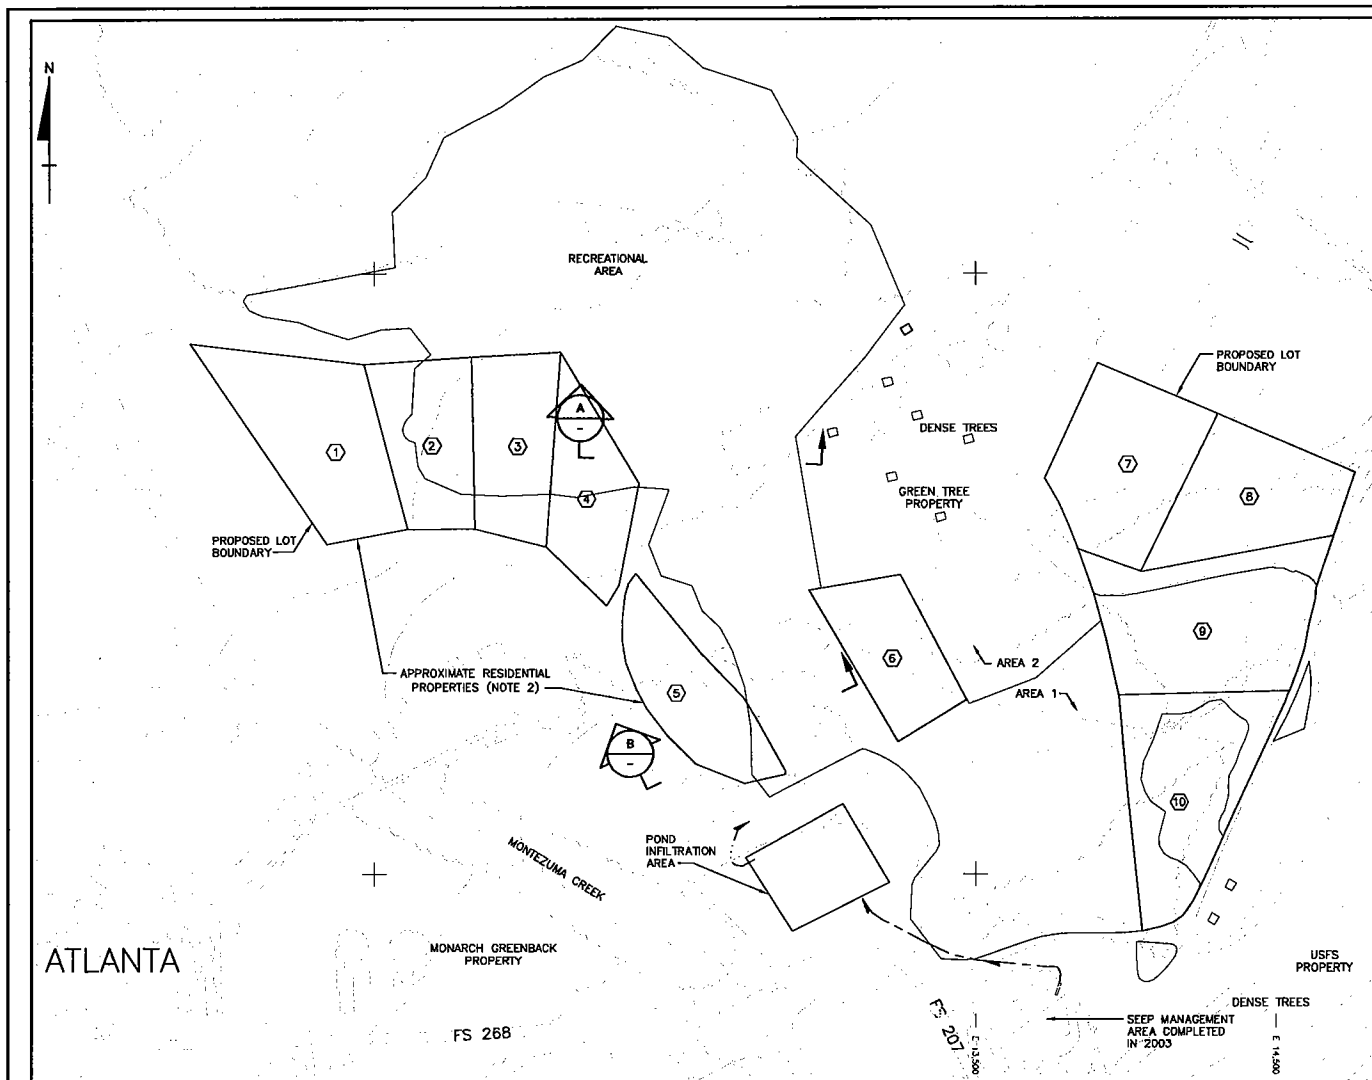 N
RECREATIONAL
AREA
PROPOSED LOT
BOUNDARY
A
-
DENSE TREES
1
2
3
4
7
8
GREEN TREE
PROPERTY
PROPOSED LOT
BOUNDARY
9
6
AREA 2
APPROXIMATE RESIDENTIAL
PROPERTIES (NOTE 2)
5
AREA 1
B
-
10
POND
INFILTRATION
AREA
MONTEZUMA CREEK
ATLANTA
MONARCH GREENBACK
PROPERTY
USFS
PROPERTY
DENSE TREES
FS 268
FS 207
E 13,500
SEEP MANAGEMENT
AREA COMPLETED
IN 2003
E 14,500